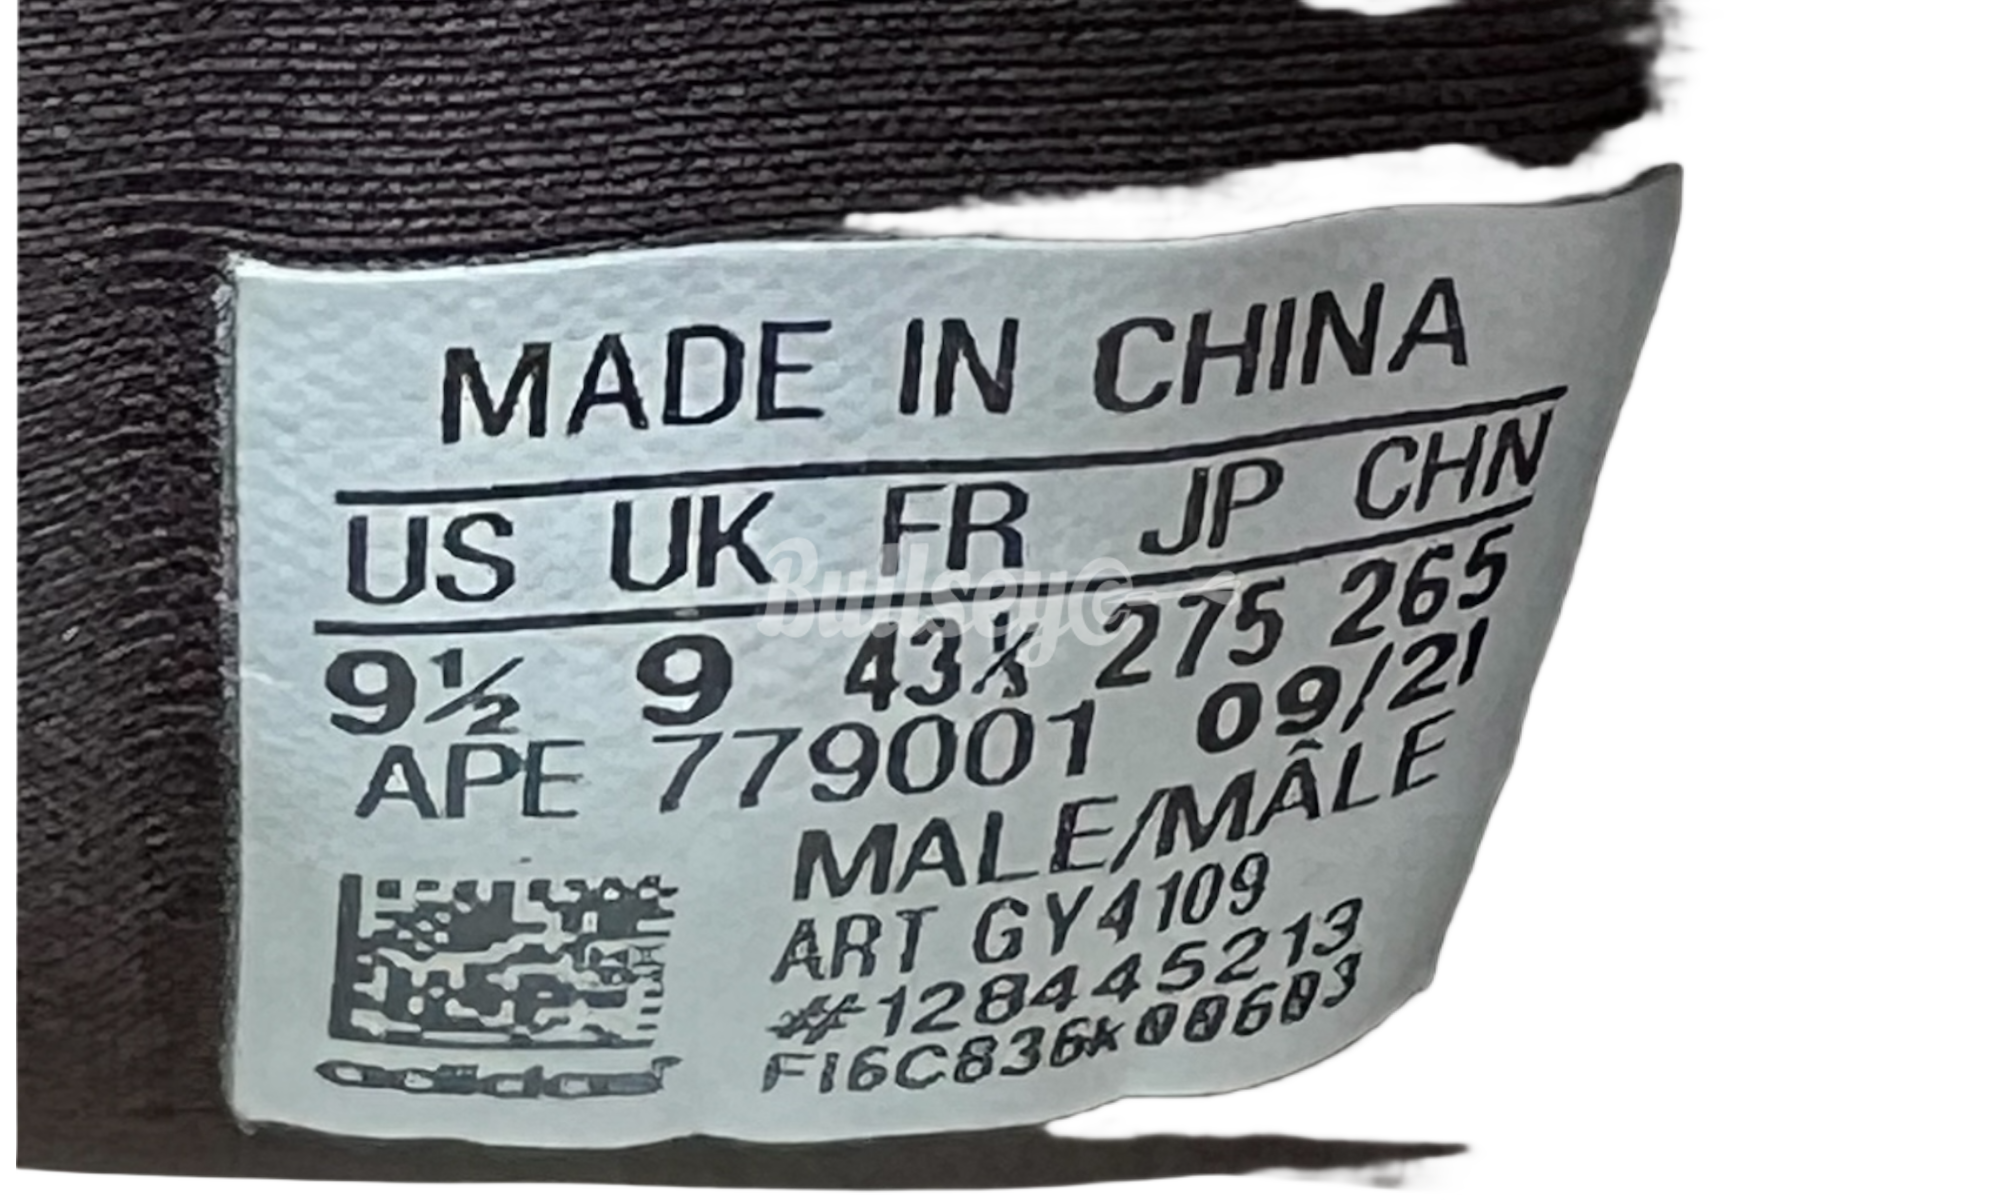 MADE IN CHINA
US UK FR JP CHN
9½ 9 43⅓ 275 265
APE 779001 09/21
MALE/MÂLE
ART GY4109
#128445213
Bullseye